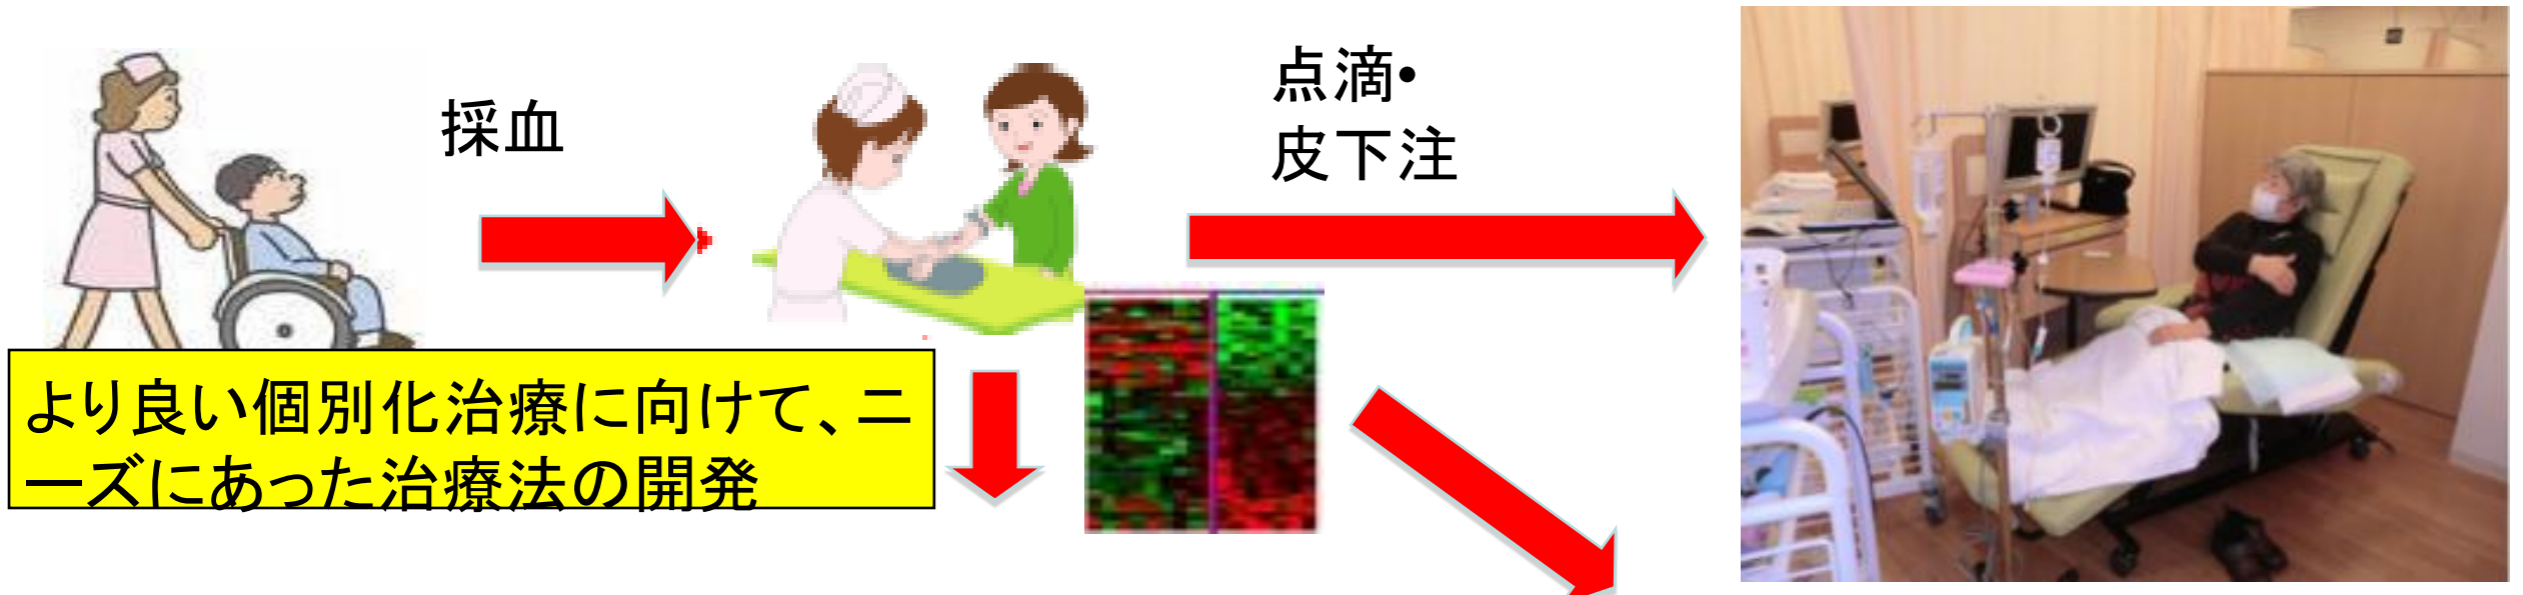 採血
点滴・
皮下注
より良い個別化治療に向けて、ニ
ーズにあった治療法の開発